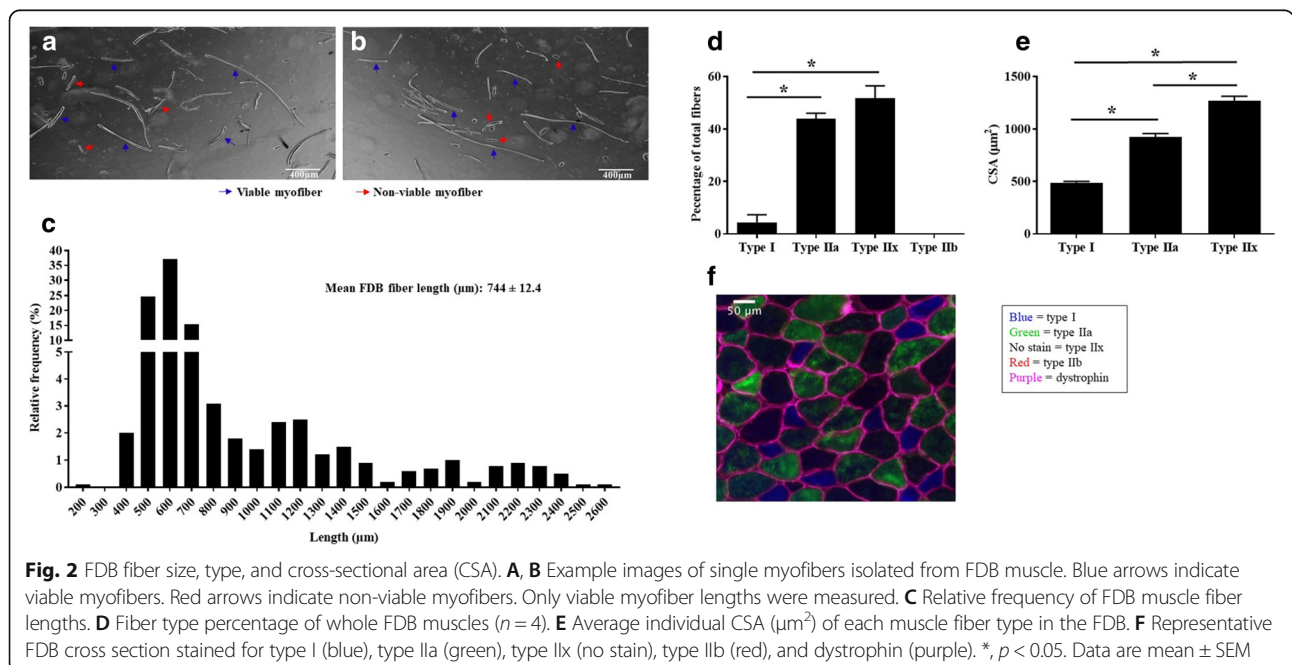 a
b
400µm
400µm
Viable myofiber
Non-viable myofiber
c
Relative frequency (%)
40
35
30
25
20
15
10
5
4
3
2
1
0
Mean FDB fiber length (µm): 744 ± 12.4
200 300 400 500 600 700 800 900 1000 1100 1200 1300 1400 1500 1600 1700 1800 1900 2000 2100 2200 2300 2400 2500 2600
Length (µm)
d
Pecentage of total fibers
60
40
20
0
*
*
Type I Type IIa Type IIx Type IIb
e
CSA (µm²)
1500
1000
500
0
*
*
*
Type I Type IIa Type IIx
f
50 µm
Blue = type I
Green = type IIa
No stain = type IIx
Red = type IIb
Purple = dystrophin
Fig. 2 FDB fiber size, type, and cross-sectional area (CSA). A, B Example images of single myofibers isolated from FDB muscle. Blue arrows indicate
viable myofibers. Red arrows indicate non-viable myofibers. Only viable myofiber lengths were measured. C Relative frequency of FDB muscle fiber
lengths. D Fiber type percentage of whole FDB muscles (n = 4). E Average individual CSA (µm²) of each muscle fiber type in the FDB. F Representative
FDB cross section stained for type I (blue), type IIa (green), type IIx (no stain), type IIb (red), and dystrophin (purple). *, p < 0.05. Data are mean ± SEM